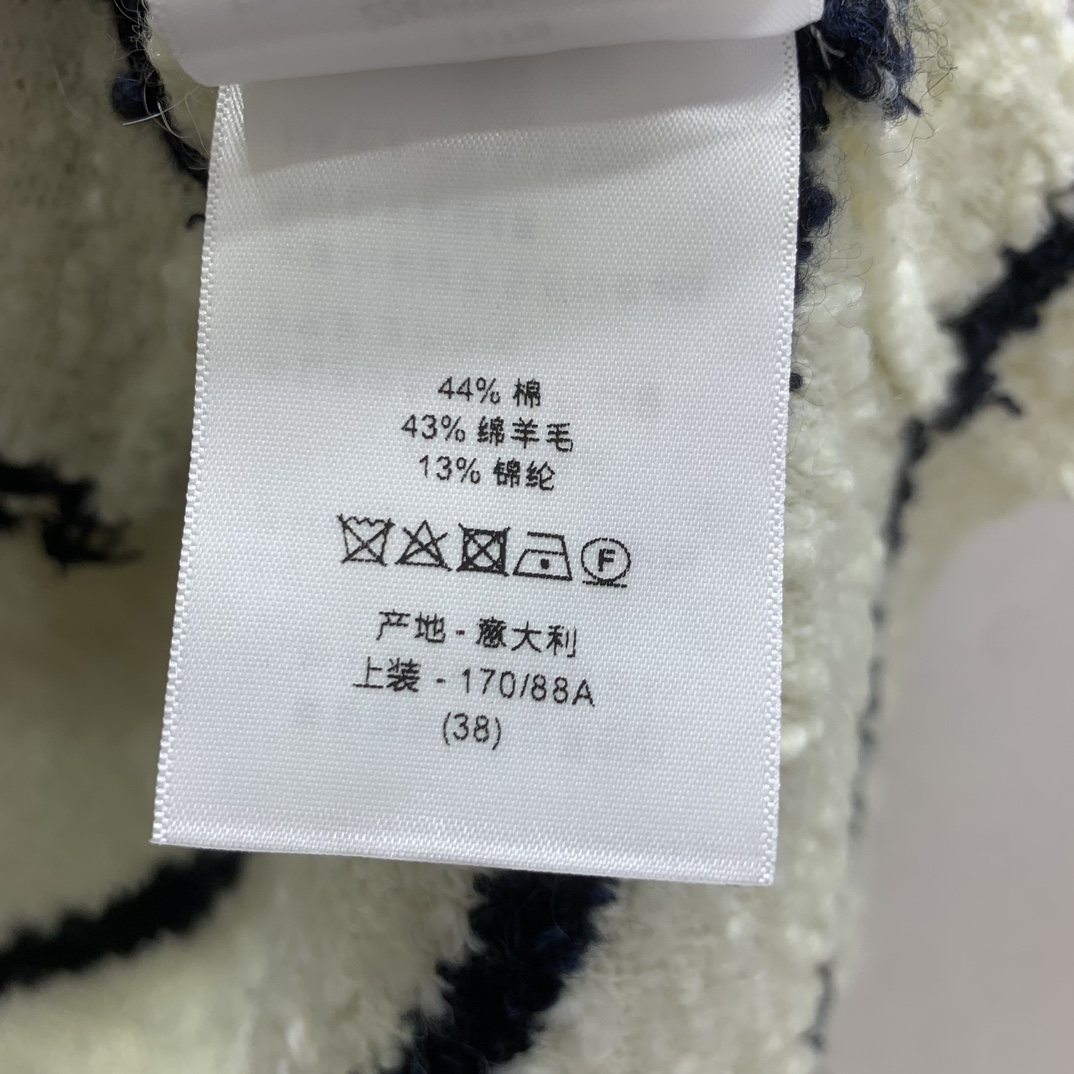 44% 棉
43% 绵羊毛
13% 锦纶
F
产地 - 意大利
上装 - 170/88A
(38)